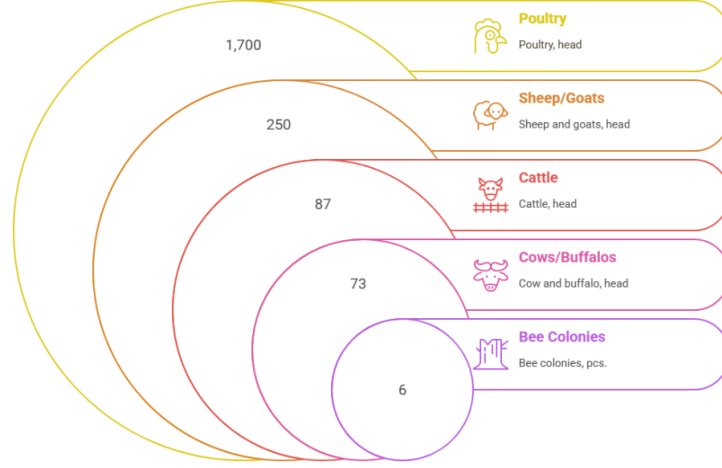 1,700
Poultry
Poultry, head
250
Sheep/Goats
Sheep and goats, head
87
Cattle
Cattle, head
73
Cows/Buffalos
Cow and buffalo, head
6
Bee Colonies
Bee colonies, pcs.